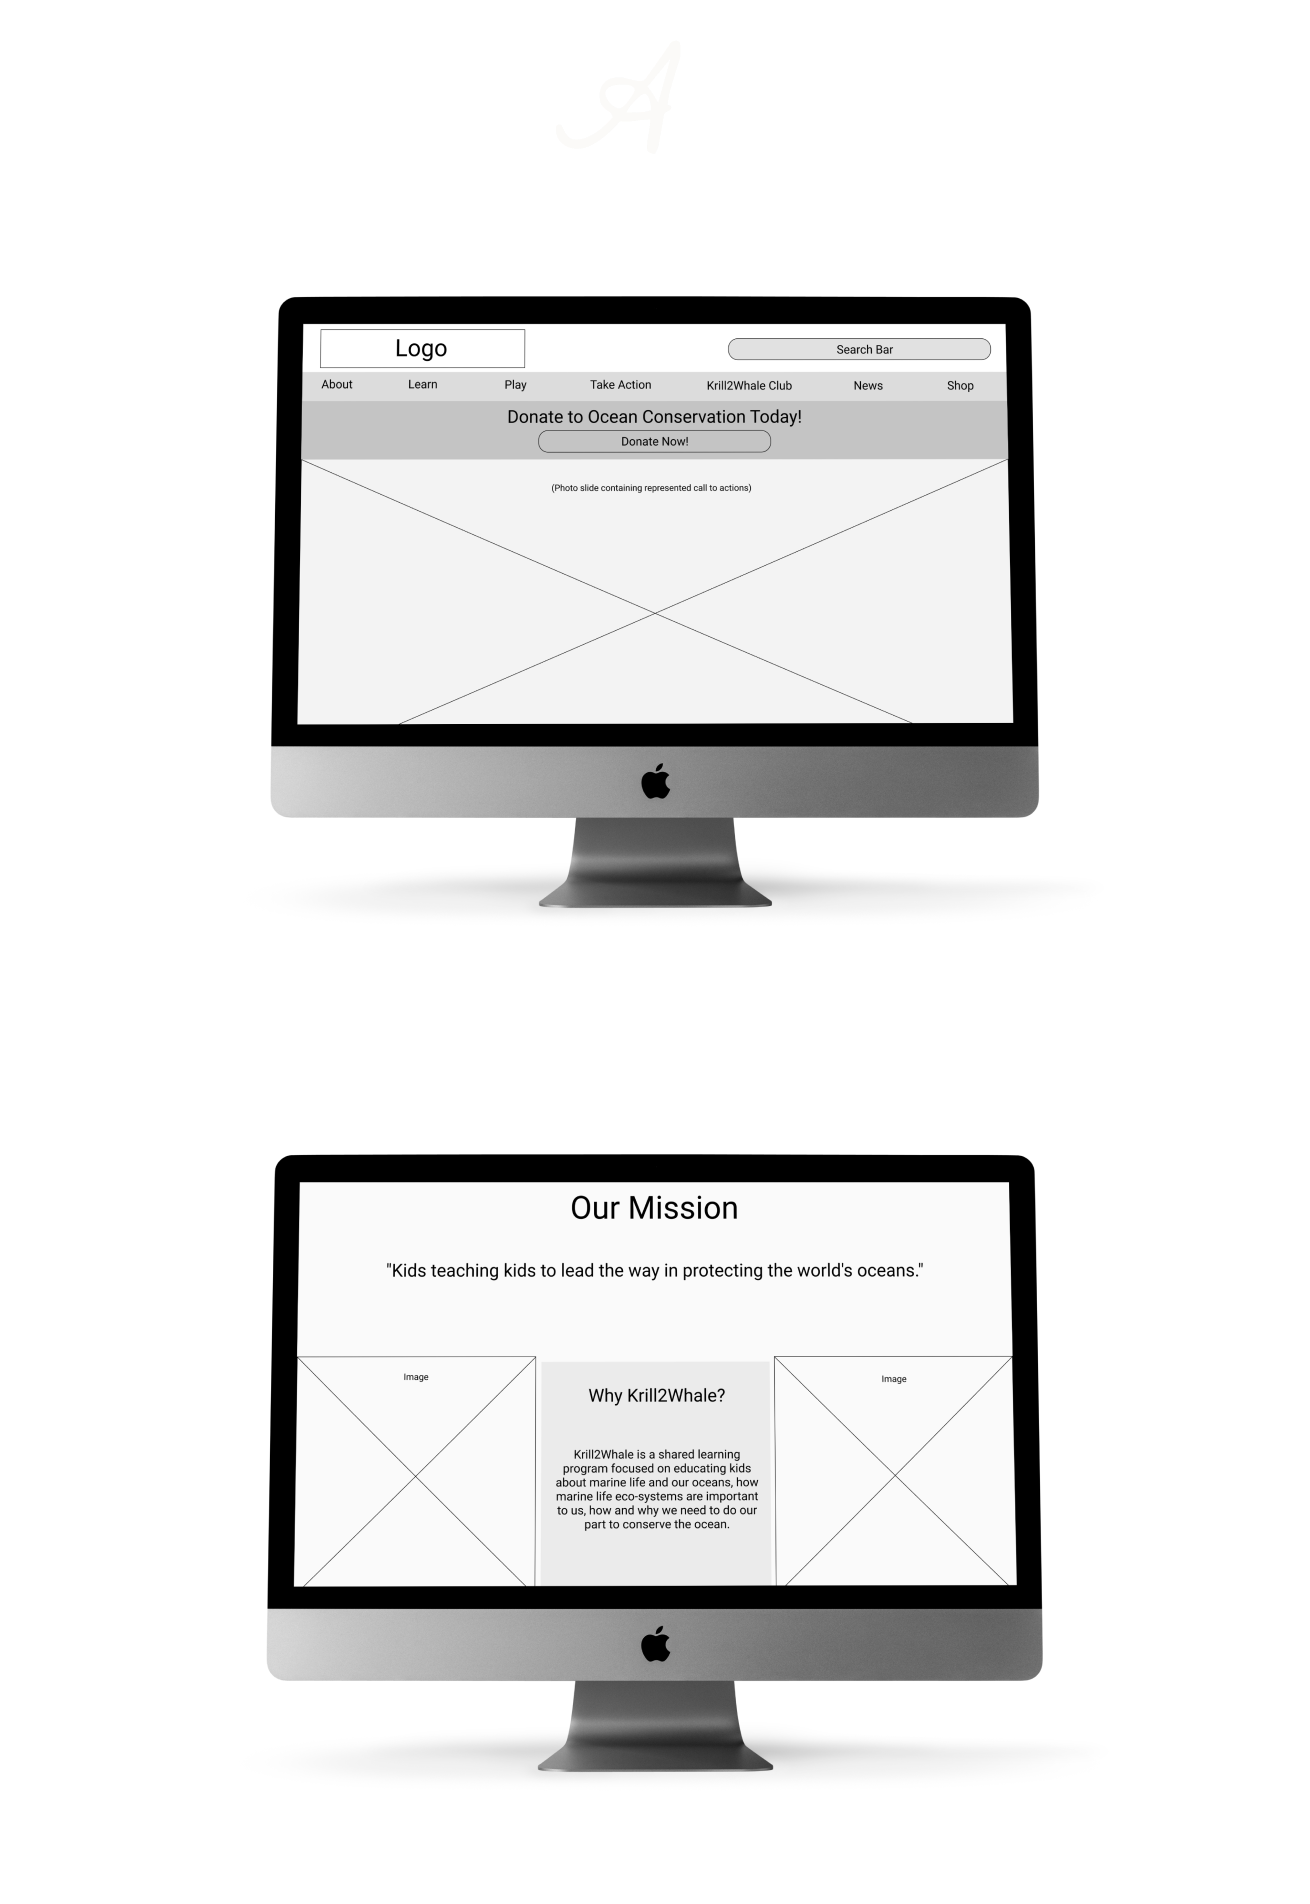 A
Logo
Search Bar
About Learn Play Take Action Krill2Whale Club News Shop
Donate to Ocean Conservation Today!
Donate Now!
(Photo slide containing represented call to actions)
Our Mission
"Kids teaching kids to lead the way in protecting the world's oceans."
Image
Why Krill2Whale?
Krill2Whale is a shared learning
program focused on educating kids
about marine life and our oceans, how
marine life eco-systems are important
to us, how and why we need to do our
part to conserve the ocean.
Image